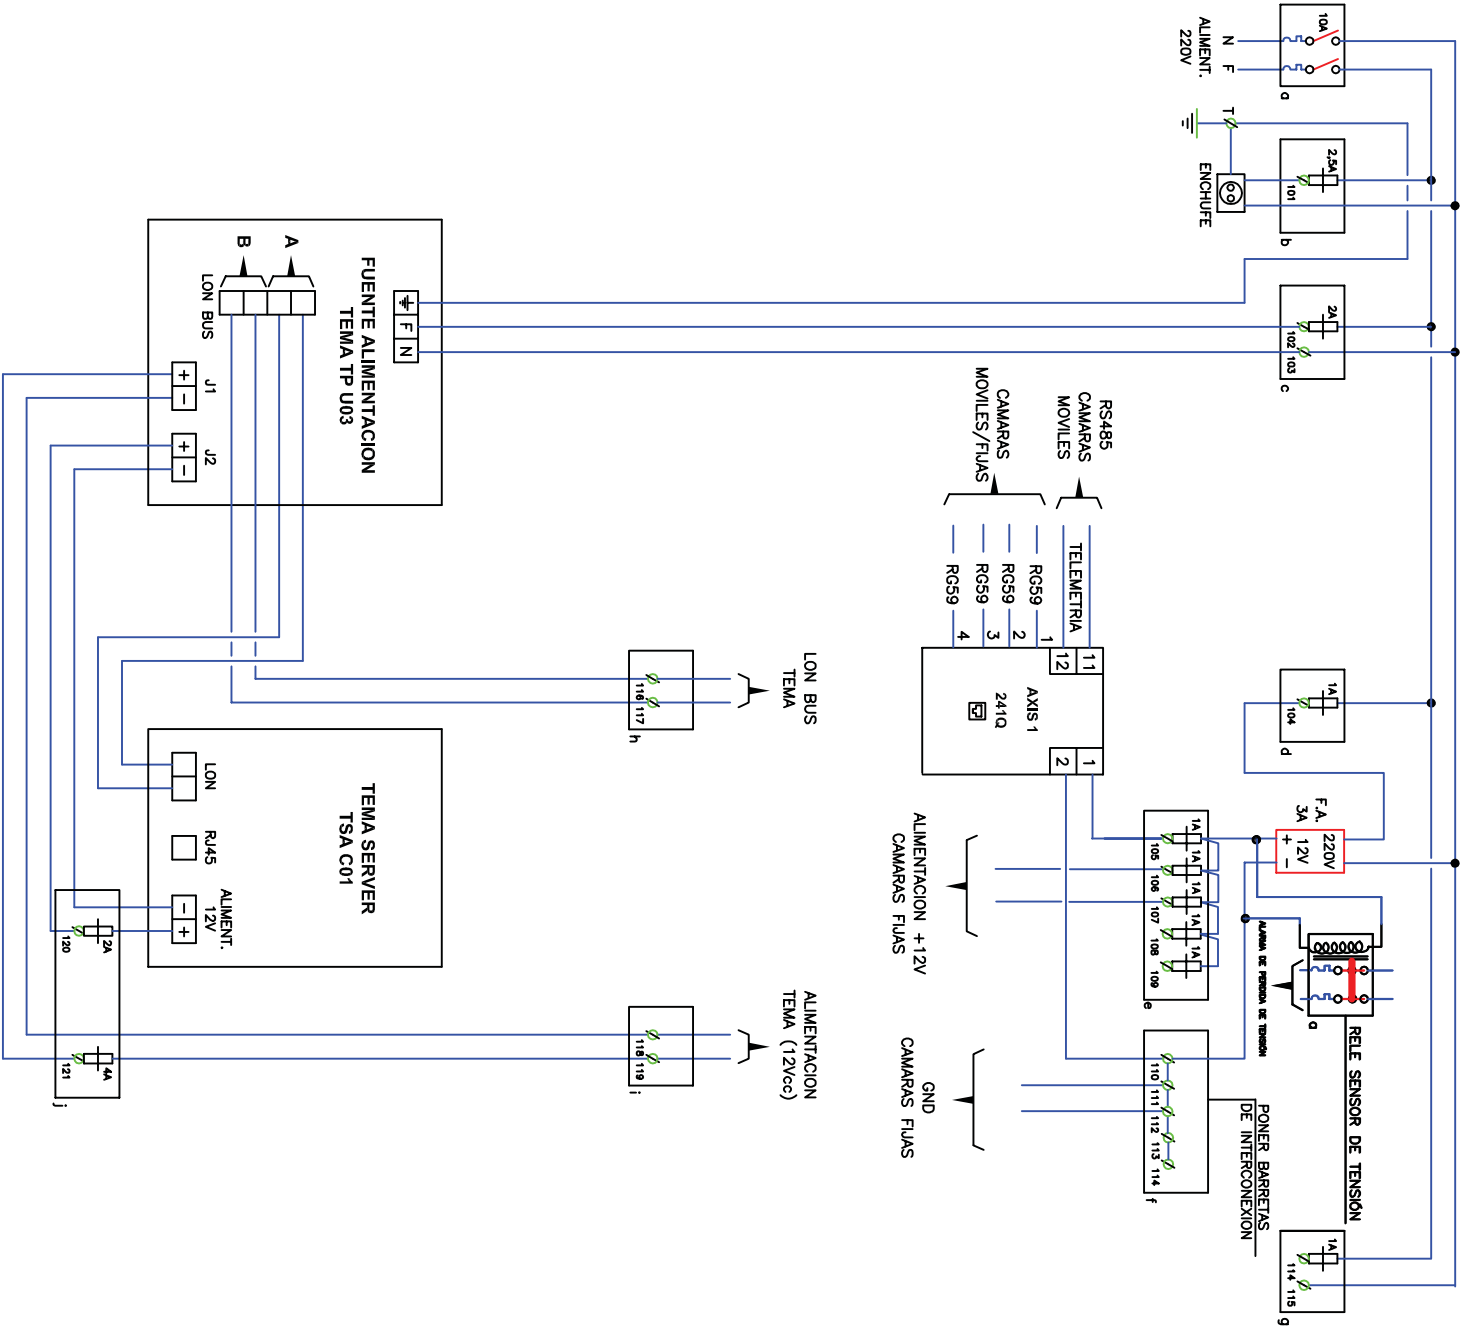 10A
N
F
ALIMENT.
220V
a
T
2,5A
101
ENCHUFE
b
2A
102
103
c
1A
104
d
F.A.
3A
220V
12V
+
−
RELE SENSOR DE TENSIÓN
ALARMA DE PERDIDA DE TENSIÓN
a
1A
114
115
g
RS485
CAMARAS
MOVILES
CAMARAS
MOVILES/FIJAS
TELEMETRIA
RG59
RG59
RG59
RG59
1
2
3
4
11
12
AXIS 1
241Q
1
2
1A
1A
1A
1A
1A
105
106
107
108
109
e
ALIMENTACION +12V
CAMARAS FIJAS
110
111
112
113
114
f
PONER BARRETAS
DE INTERCONEXION
GND
CAMARAS FIJAS
LON BUS
TEMA
116
117
h
ALIMENTACION
TEMA (12Vcc)
118
119
i
FUENTE ALIMENTACION
TEMA TP U03
F
N
A
B
LON BUS
J1
+
−
J2
+
−
TEMA SERVER
TSA C01
LON
RJ45
ALIMENT.
12V
−
+
2A
120
4A
121
j